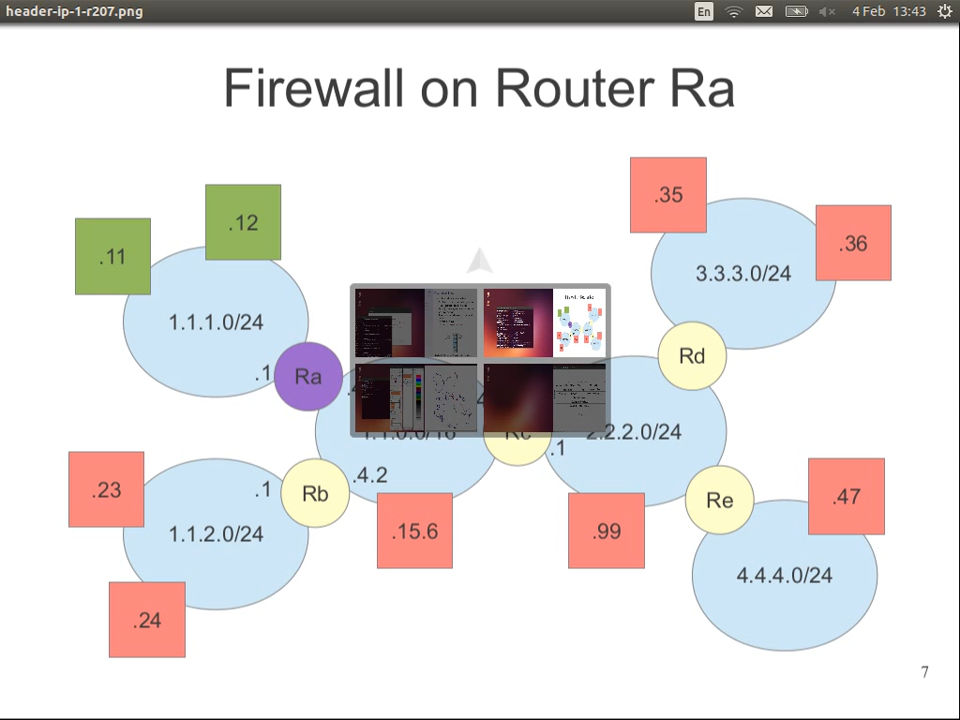 header-ip-1-r207.png
En
4 Feb 13:43
Firewall on Router Ra
.35
.12
.36
.11
3.3.3.0/24
1.1.1.0/24
Rd
.1
Ra
2.2.2.0/24
.1
.4.2
.23
.1
Rb
Re
.47
.15.6
.99
1.1.2.0/24
4.4.4.0/24
.24
7